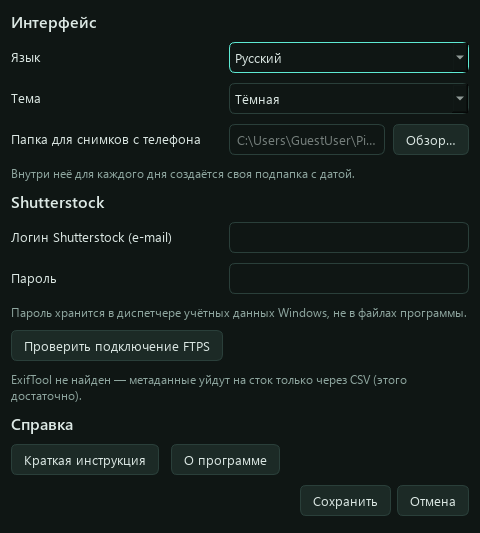 Интерфейс
Язык
Русский
Тема
Тёмная
Папка для снимков с телефона
C:\Users\GuestUser\Pi...
Обзор...
Внутри неё для каждого дня создаётся своя подпапка с датой.
Shutterstock
Логин Shutterstock (e-mail)
Пароль
Пароль хранится в диспетчере учётных данных Windows, не в файлах программы.
Проверить подключение FTPS
ExifTool не найден — метаданные уйдут на сток только через CSV (этого
достаточно).
Справка
Краткая инструкция
О программе
Сохранить
Отмена